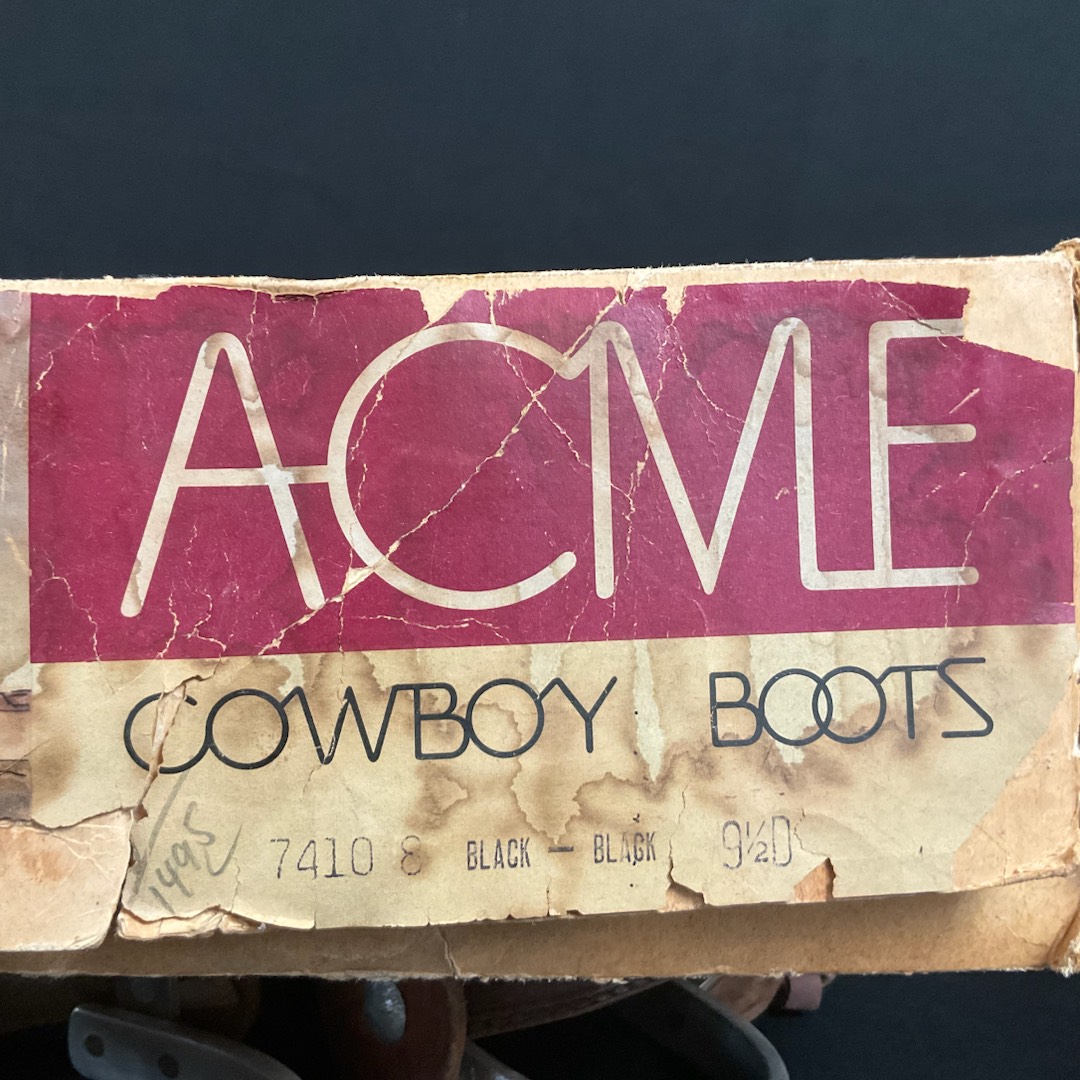 ACME
COWBOY BOOTS
1495 7410 8 BLACK — BLACK 9½D